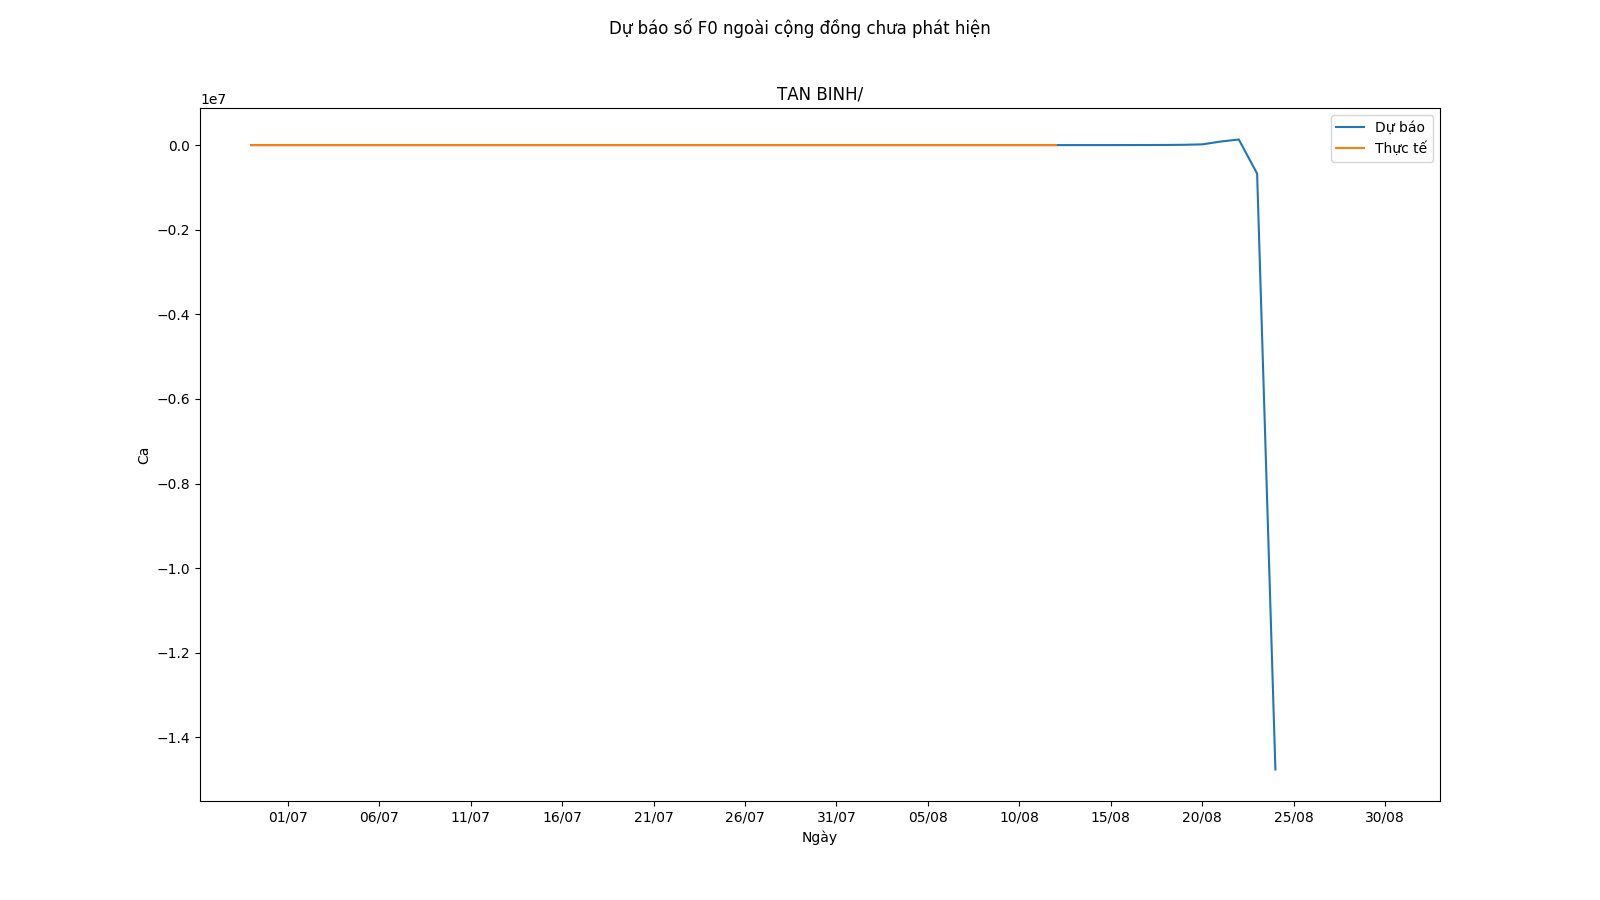 Dự báo số F0 ngoài cộng đồng chưa phát hiện
TAN BINH/
1e7
Dự báo
Thực tế
0.0
−0.2
−0.4
−0.6
−0.8
−1.0
−1.2
−1.4
Ca
01/07 06/07 11/07 16/07 21/07 26/07 31/07 05/08 10/08 15/08 20/08 25/08 30/08
Ngày